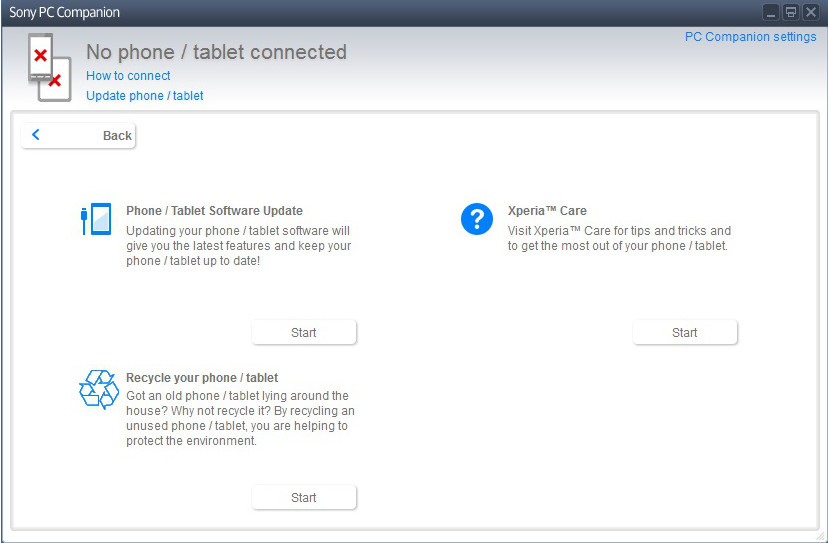 Sony PC Companion
No phone / tablet connected
PC Companion settings
How to connect
Update phone / tablet
Back
Phone / Tablet Software Update
Updating your phone / tablet software will
give you the latest features and keep your
phone / tablet up to date!
Start
Xperia™ Care
Visit Xperia™ Care for tips and tricks and
to get the most out of your phone / tablet.
Start
Recycle your phone / tablet
Got an old phone / tablet lying around the
house? Why not recycle it? By recycling an
unused phone / tablet, you are helping to
protect the environment.
Start